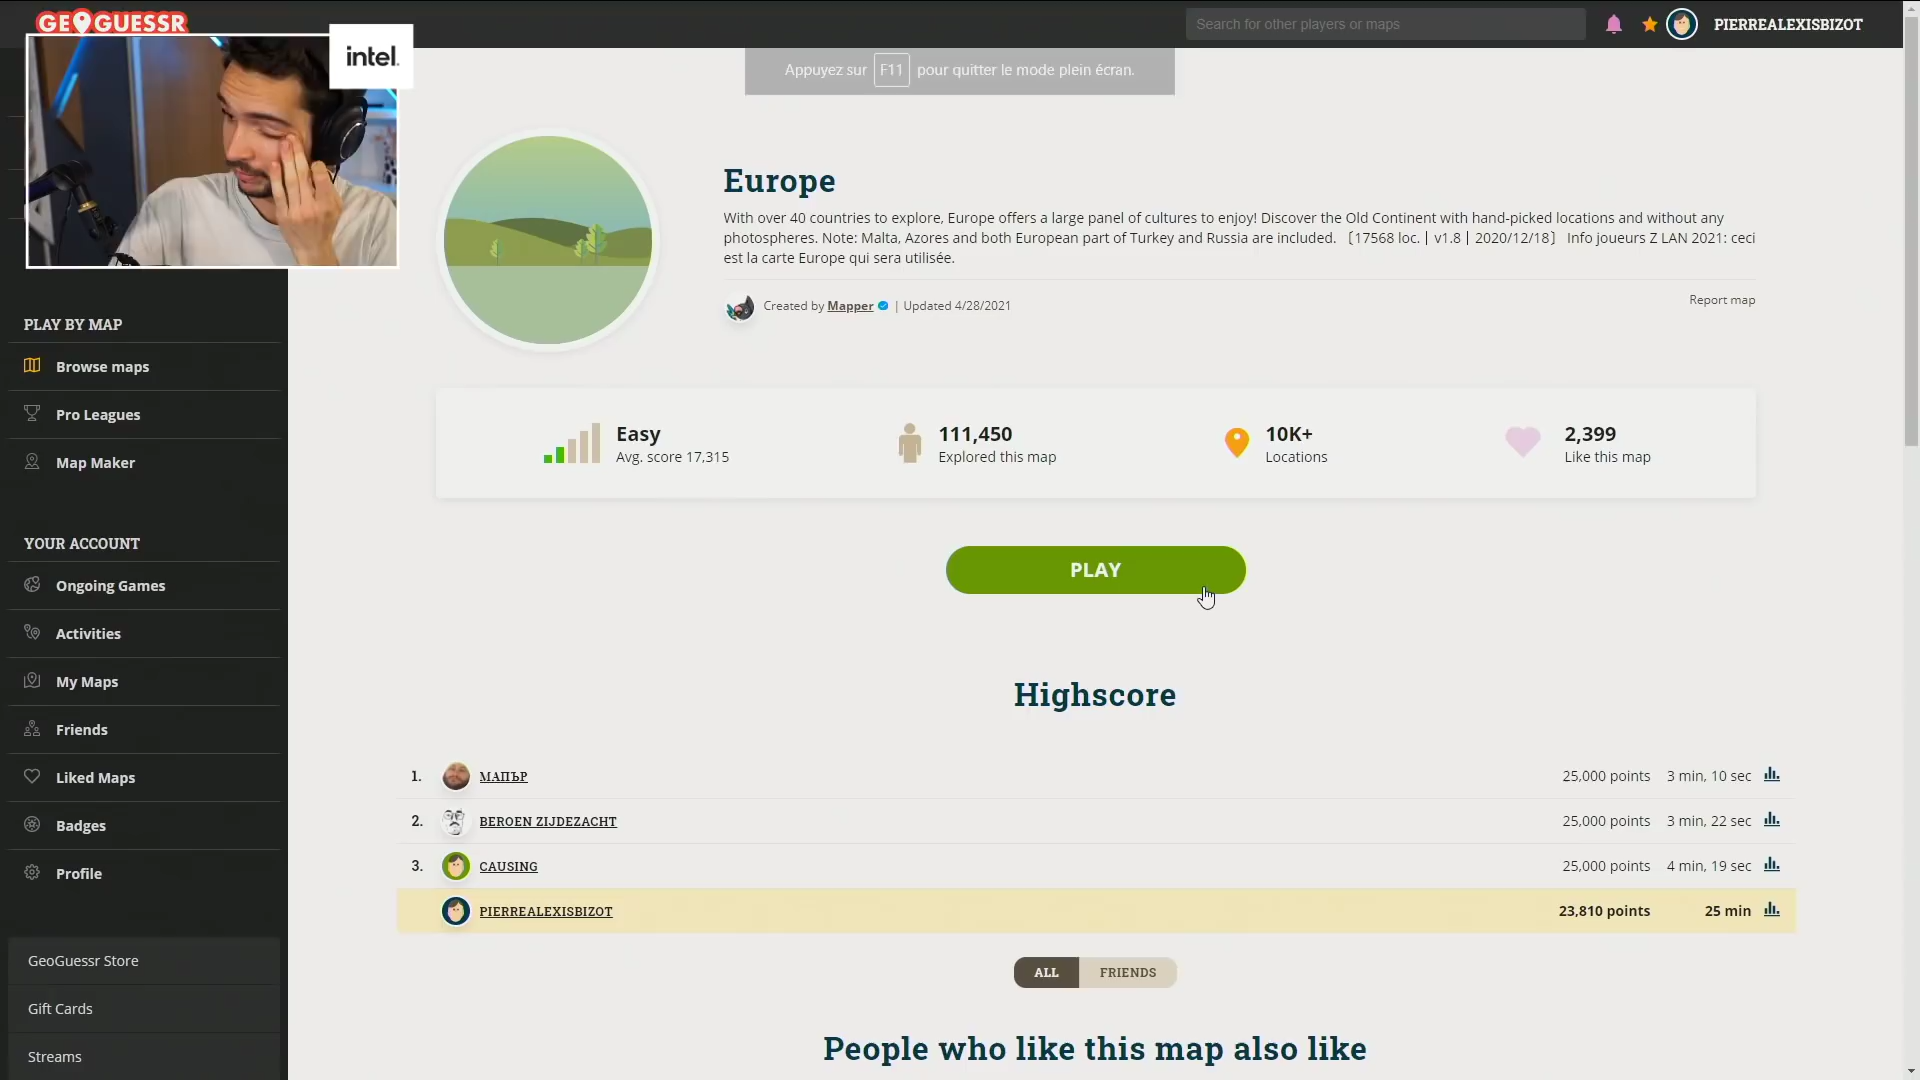 GEOGUESSR
intel.
Search for other players or maps
PIERREALEXISBIZOT
Appuyez sur F11 pour quitter le mode plein écran.
Europe
With over 40 countries to explore, Europe offers a large panel of cultures to enjoy! Discover the Old Continent with hand-picked locations and without any
photospheres. Note: Malta, Azores and both European part of Turkey and Russia are included. 〔17568 loc. | v1.8 | 2020/12/18〕 Info joueurs Z LAN 2021: ceci
est la carte Europe qui sera utilisée.
Created by Mapper | Updated 4/28/2021
Report map
PLAY BY MAP
Browse maps
Pro Leagues
Map Maker
YOUR ACCOUNT
Ongoing Games
Activities
My Maps
Friends
Liked Maps
Badges
Profile
GeoGuessr Store
Gift Cards
Streams
Easy
Avg. score 17,315
111,450
Explored this map
10K+
Locations
2,399
Like this map
PLAY
Highscore
1. МАПЪР 25,000 points 3 min, 10 sec
2. BEROEN ZIJDEZACHT 25,000 points 3 min, 22 sec
3. CAUSING 25,000 points 4 min, 19 sec
PIERREALEXISBIZOT 23,810 points 25 min
ALL FRIENDS
People who like this map also like